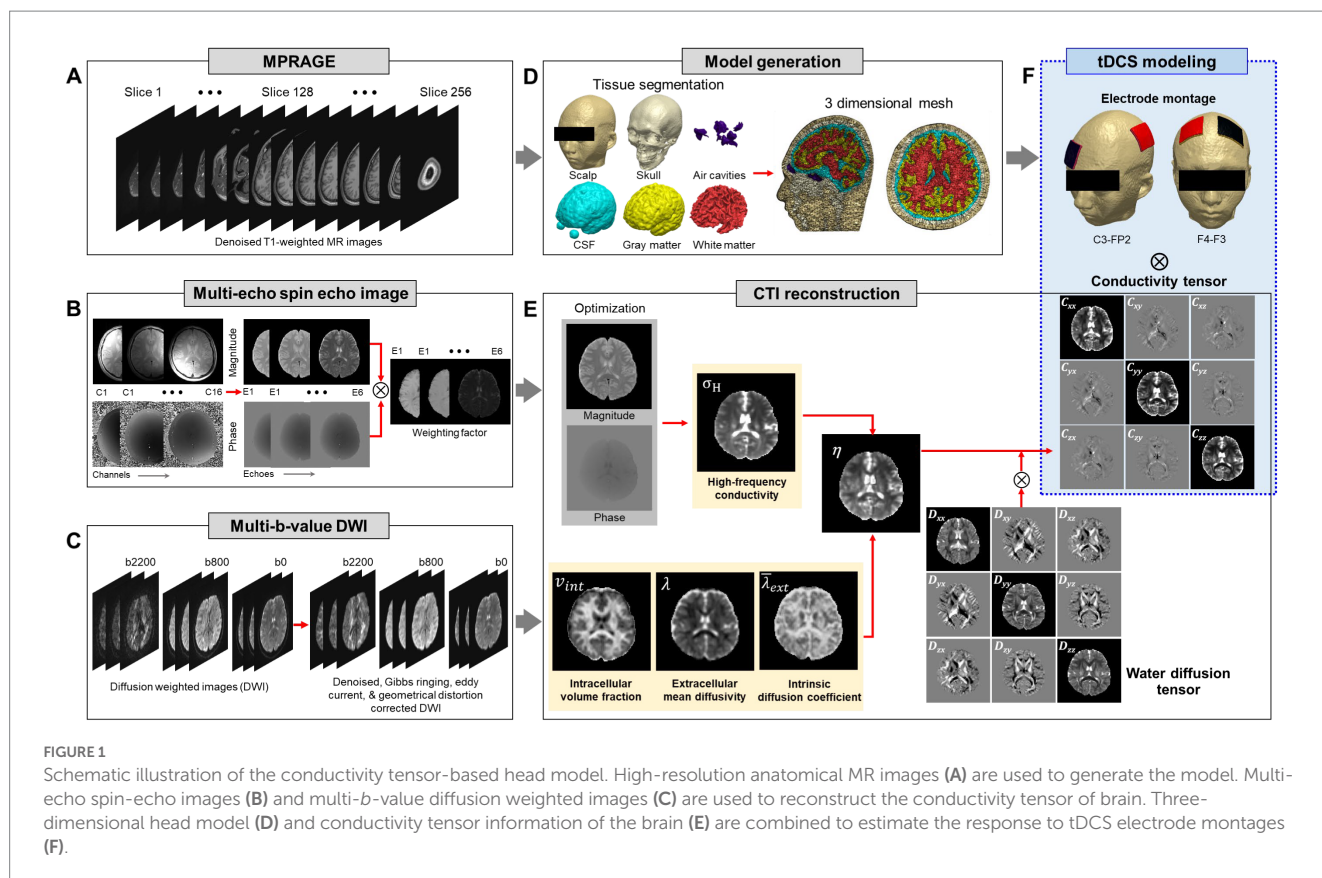 A
MPRAGE
Slice 1 ••• Slice 128 ••• Slice 256
Denoised T1-weighted MR images
D
Model generation
Tissue segmentation
3 dimensional mesh
Scalp
Skull
Air cavities
CSF
Gray matter
White matter
F
tDCS modeling
Electrode montage
C3-FP2
F4-F3
⊗
Conductivity tensor
Cxx
Cxy
Cxz
Cyx
Cyy
Cyz
Czx
Czy
Czz
B
Multi-echo spin echo image
Magnitude
C1 C1 ••• C16
E1 E1 ••• E6
Phase
Channels
Echoes
⊗
E1 E1 ••• E6
Weighting factor
C
Multi-b-value DWI
b2200
b800
b0
b2200
b800
b0
Diffusion weighted images (DWI)
Denoised, Gibbs ringing, eddy
current, & geometrical distortion
corrected DWI
E
CTI reconstruction
Optimization
Magnitude
Phase
σH
High-frequency
conductivity
η
vint
λ
λ̅ext
Intracellular
volume fraction
Extracellular
mean diffusivity
Intrinsic
diffusion coefficient
⊗
Dxx
Dxy
Dxz
Dyx
Dyy
Dyz
Dzx
Dzy
Dzz
Water diffusion
tensor
FIGURE 1
Schematic illustration of the conductivity tensor-based head model. High-resolution anatomical MR images (A) are used to generate the model. Multi-
echo spin-echo images (B) and multi-b-value diffusion weighted images (C) are used to reconstruct the conductivity tensor of brain. Three-
dimensional head model (D) and conductivity tensor information of the brain (E) are combined to estimate the response to tDCS electrode montages
(F).